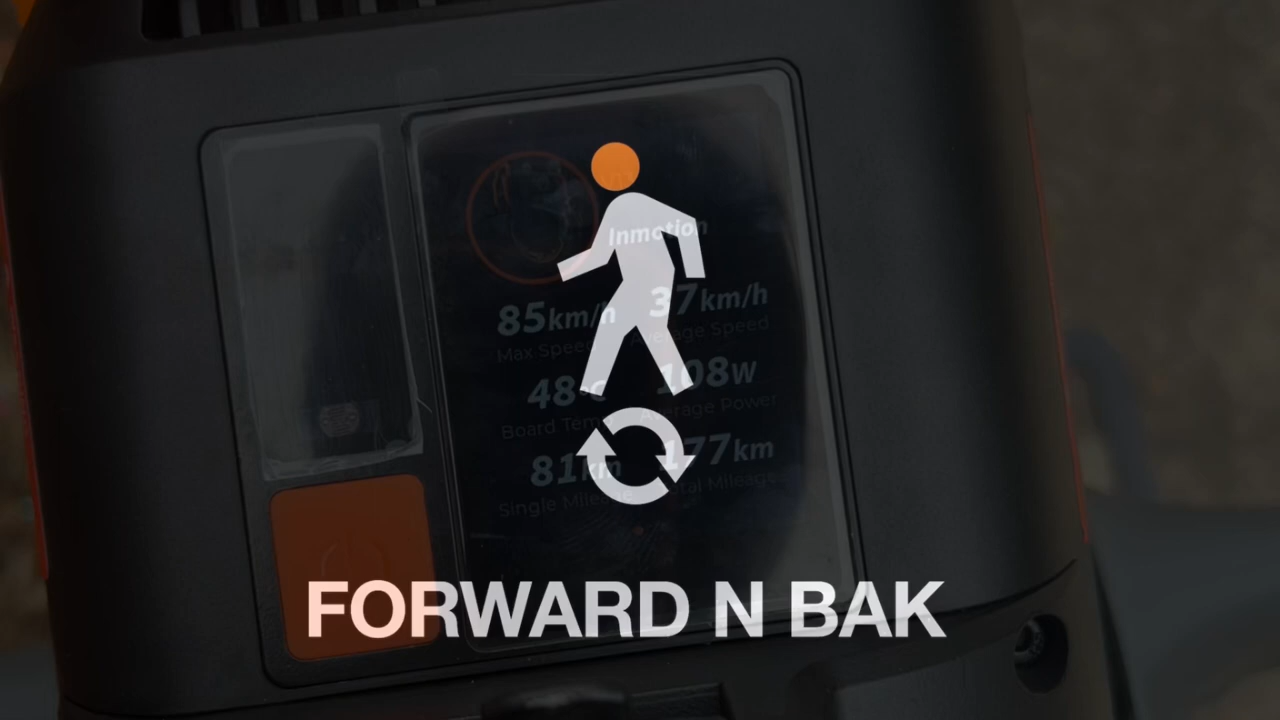 Inmotion
85km/h 37km/h
Max Speed Average Speed
48°C 108W
Board Temp Average Power
81km 177km
Single Mileage Total Mileage
FORWARD N BAK